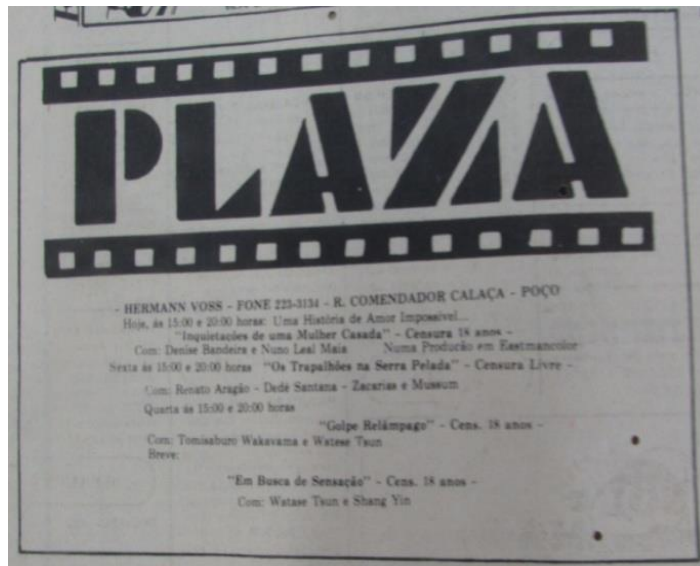 PLAZA
- HERMANN VOSS - FONE 223-3134 - R. COMENDADOR CALAÇA - POÇO
Hoje, ás 15:00 e 20:00 horas: Uma História de Amor Impossível...
"Inquietações de uma Mulher Casada" - Censura 18 anos -
Com: Denise Bandeira e Nuno Leal Maia Numa Produção em Eastmancolor
Sexta ás 15:00 e 20:00 horas "Os Trapalhões na Serra Pelada" - Censura Livre -
Com: Renato Aragão - Dedé Santana - Zacarias e Mussum
Quarta ás 15:00 e 20:00 horas
"Golpe Relâmpago" - Cens. 18 anos -
Com: Tomisaburo Wakavama e Watese Tsun
Breve:
"Em Busca de Sensação" - Cens. 18 anos -
Com: Watase Tsun e Shang Yin